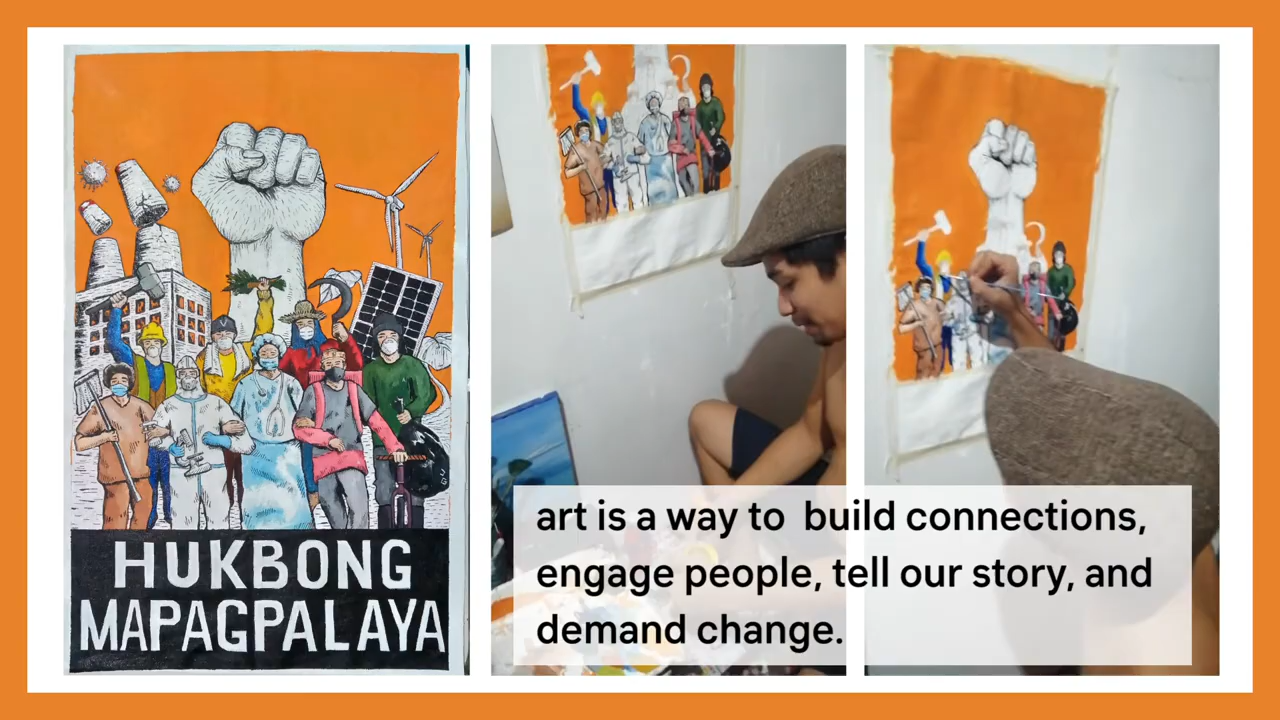 HUKBONG
MAPAGPALAYA
art is a way to build connections,
engage people, tell our story, and
demand change.